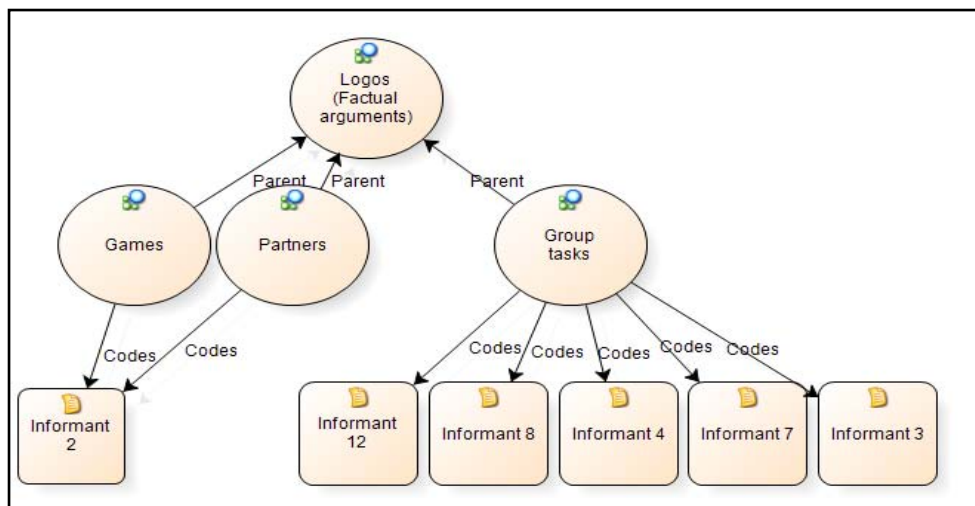 Logos
(Factual
arguments)
Parent
Parent
Parent
Games
Partners
Group
tasks
Codes
Codes
Codes
Codes
Codes
Codes
Codes
Informant
2
Informant
12
Informant 8
Informant 4
Informant 7
Informant 3